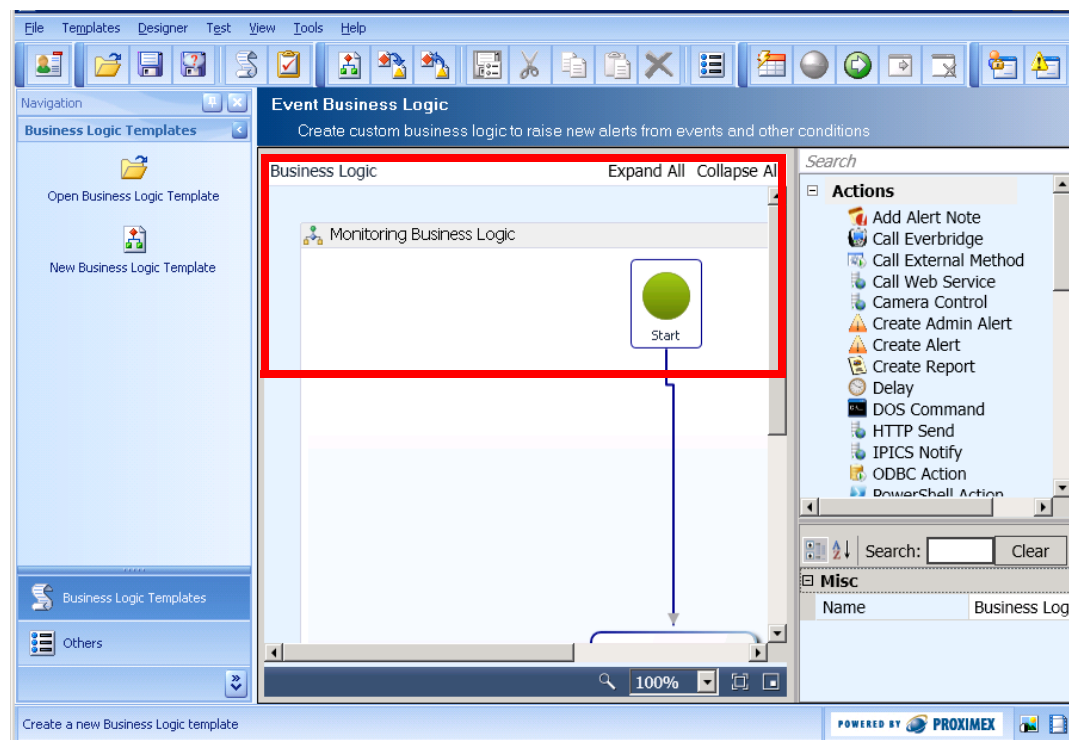 File Templates Designer Test View Tools Help
Navigation
Business Logic Templates
Open Business Logic Template
New Business Logic Template
Business Logic Templates
Others
Event Business Logic
Create custom business logic to raise new alerts from events and other conditions
Business Logic Expand All Collapse Al
Monitoring Business Logic
Start
100%
Search
Actions
Add Alert Note
Call Everbridge
Call External Method
Call Web Service
Camera Control
Create Admin Alert
Create Alert
Create Report
Delay
DOS Command
HTTP Send
IPICS Notify
ODBC Action
PowerShell Action
Search: Clear
Misc
Name Business Log
Create a new Business Logic template
POWERED BY PROXIMEX